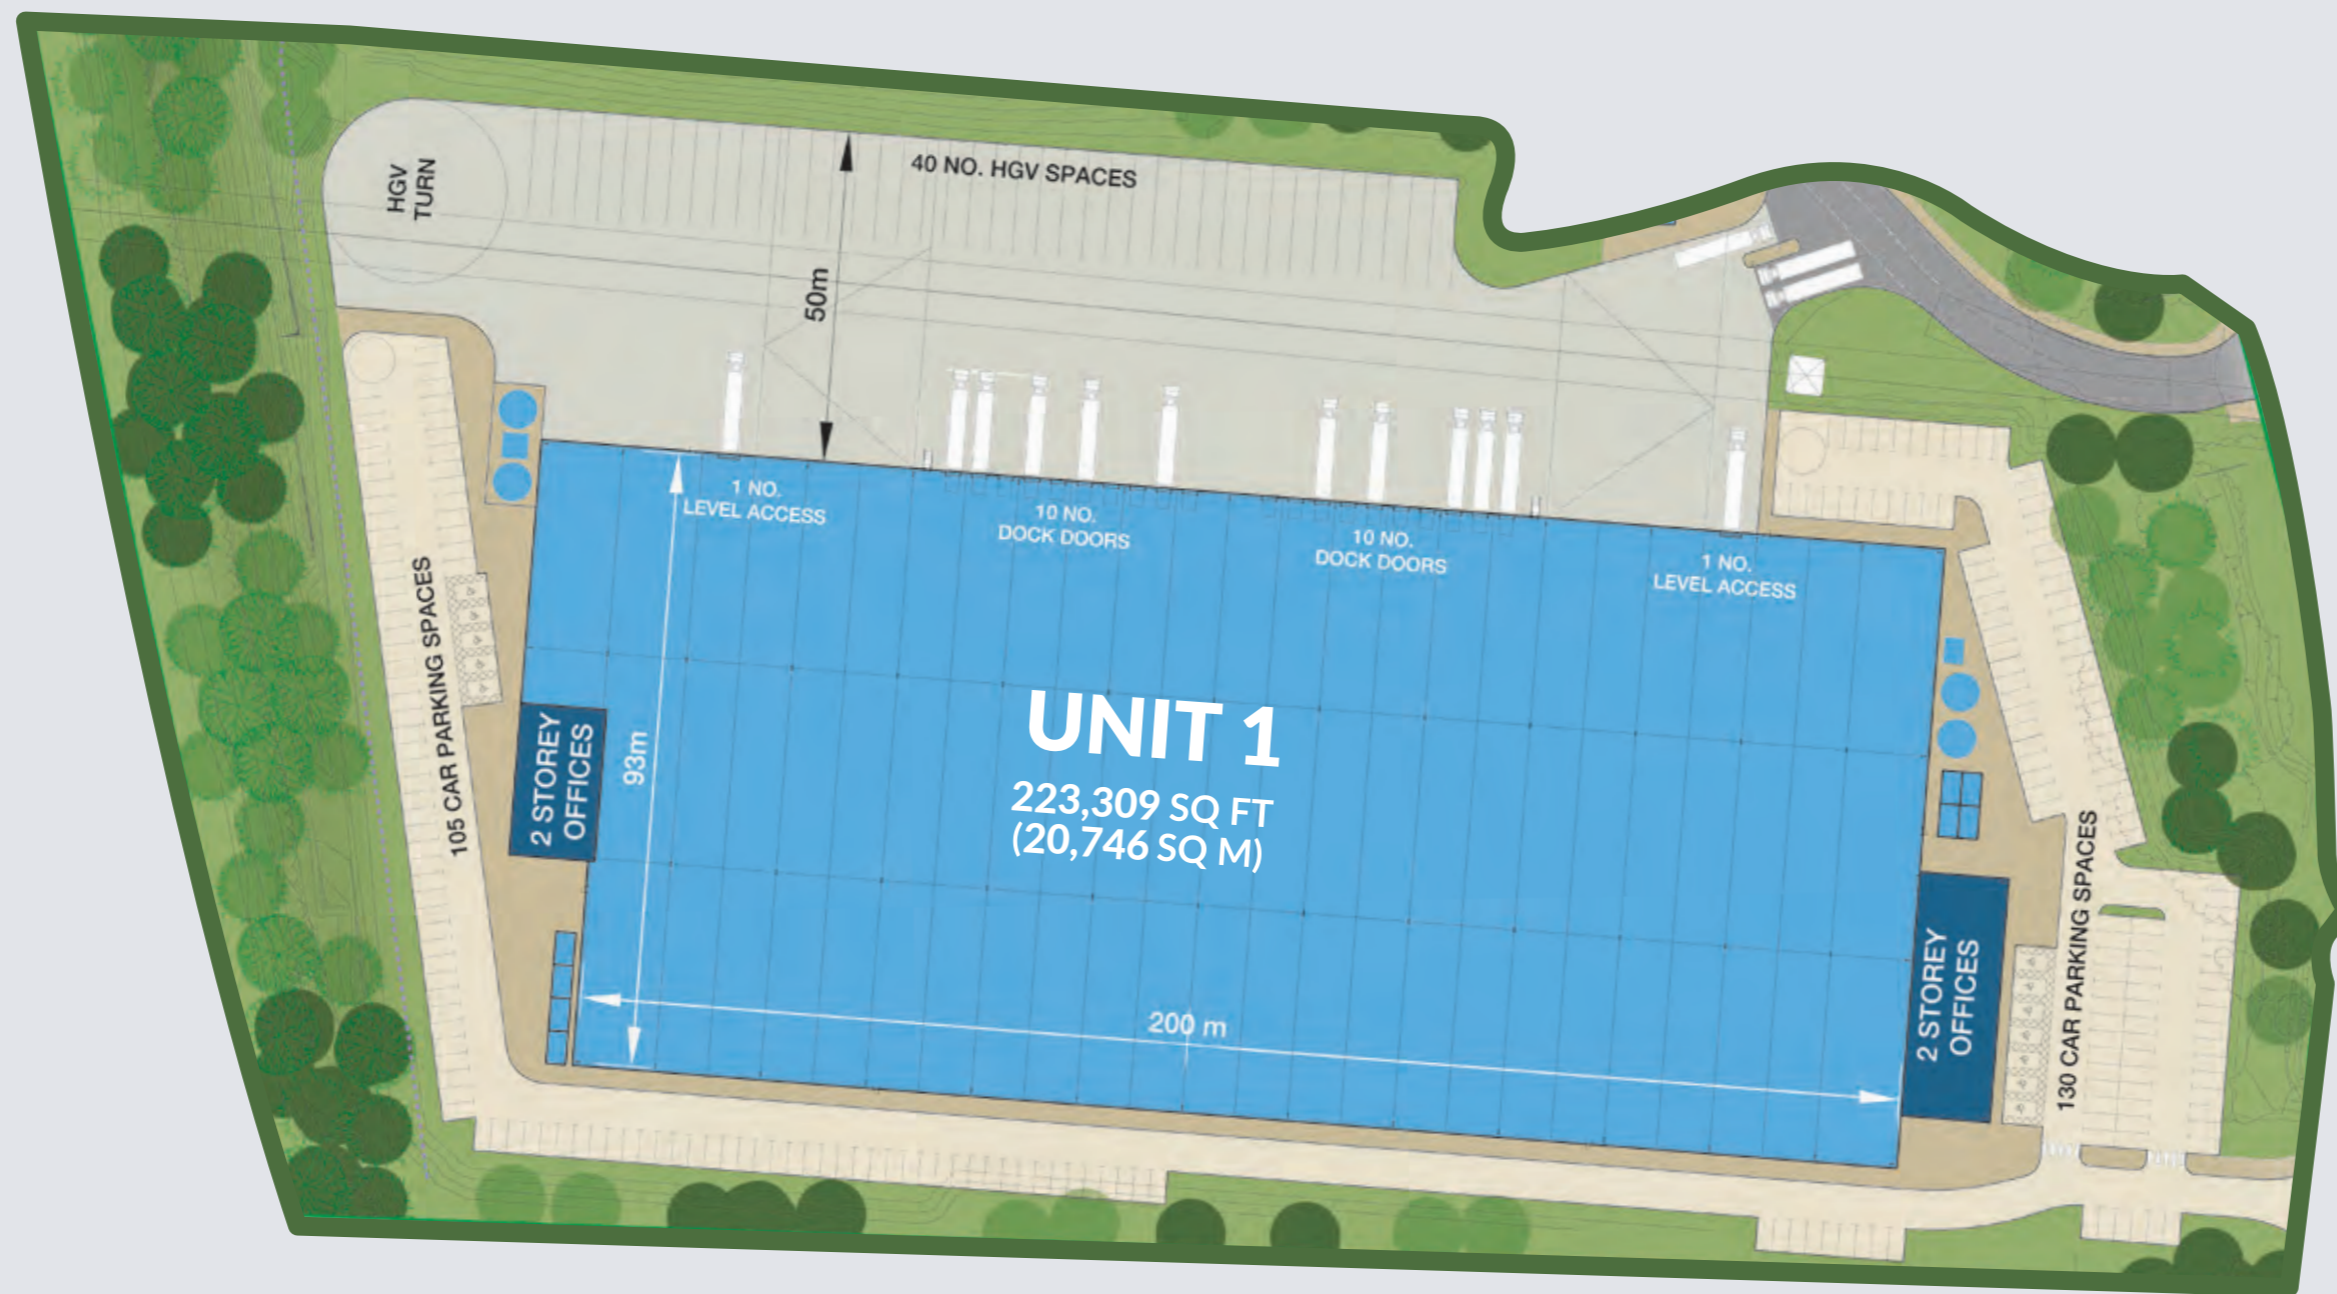 HGV
TURN
40 NO. HGV SPACES
50m
1 NO.
LEVEL ACCESS
10 NO.
DOCK DOORS
10 NO.
DOCK DOORS
1 NO.
LEVEL ACCESS
105 CAR PARKING SPACES
2 STOREY
OFFICES
93m
UNIT 1
223,309 SQ FT
(20,746 SQ M)
200 m
2 STOREY
OFFICES
130 CAR PARKING SPACES